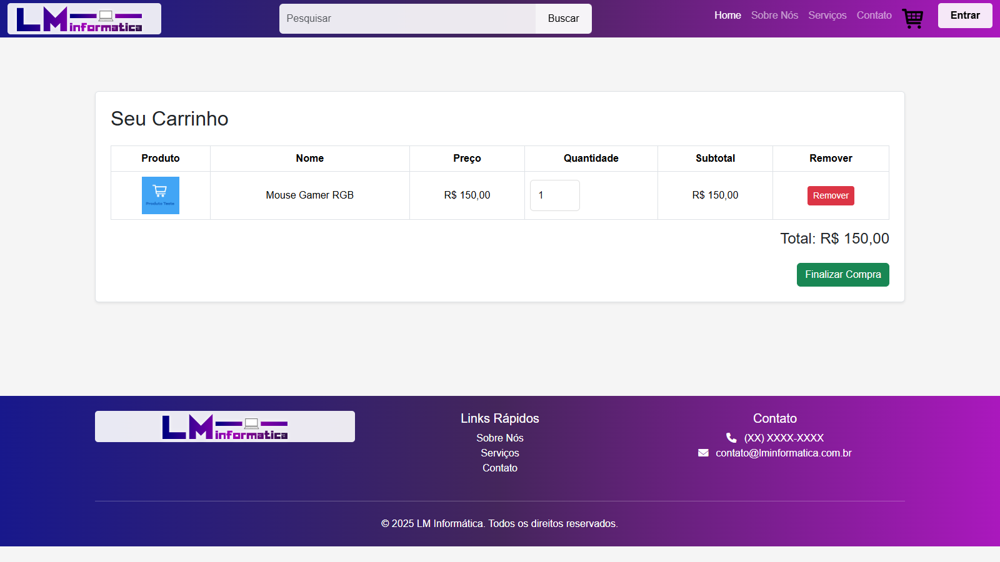 LM informatica
Pesquisar
Buscar
Home
Sobre Nós
Serviços
Contato
Entrar
Seu Carrinho
Produto Nome Preço Quantidade Subtotal Remover
Produto Teste
Mouse Gamer RGB R$ 150,00 1 R$ 150,00 Remover
Total: R$ 150,00
Finalizar Compra
LM informatica
Links Rápidos
Sobre Nós
Serviços
Contato
Contato
(XX) XXXX-XXXX
contato@lminformatica.com.br
© 2025 LM Informática. Todos os direitos reservados.